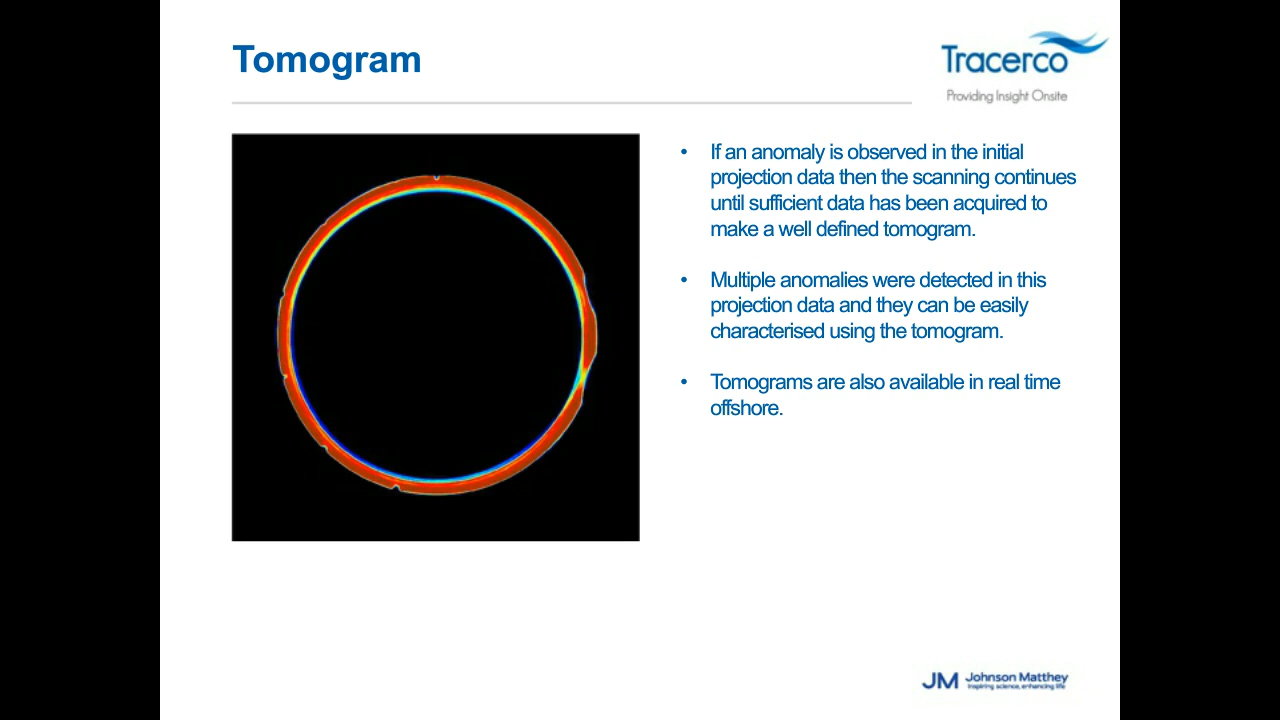 Tomogram
Tracerco
Providing Insight Onsite
• If an anomaly is observed in the initial
projection data then the scanning continues
until sufficient data has been acquired to
make a well defined tomogram.
• Multiple anomalies were detected in this
projection data and they can be easily
characterised using the tomogram.
• Tomograms are also available in real time
offshore.
JM Johnson Matthey
Inspiring science, enhancing life